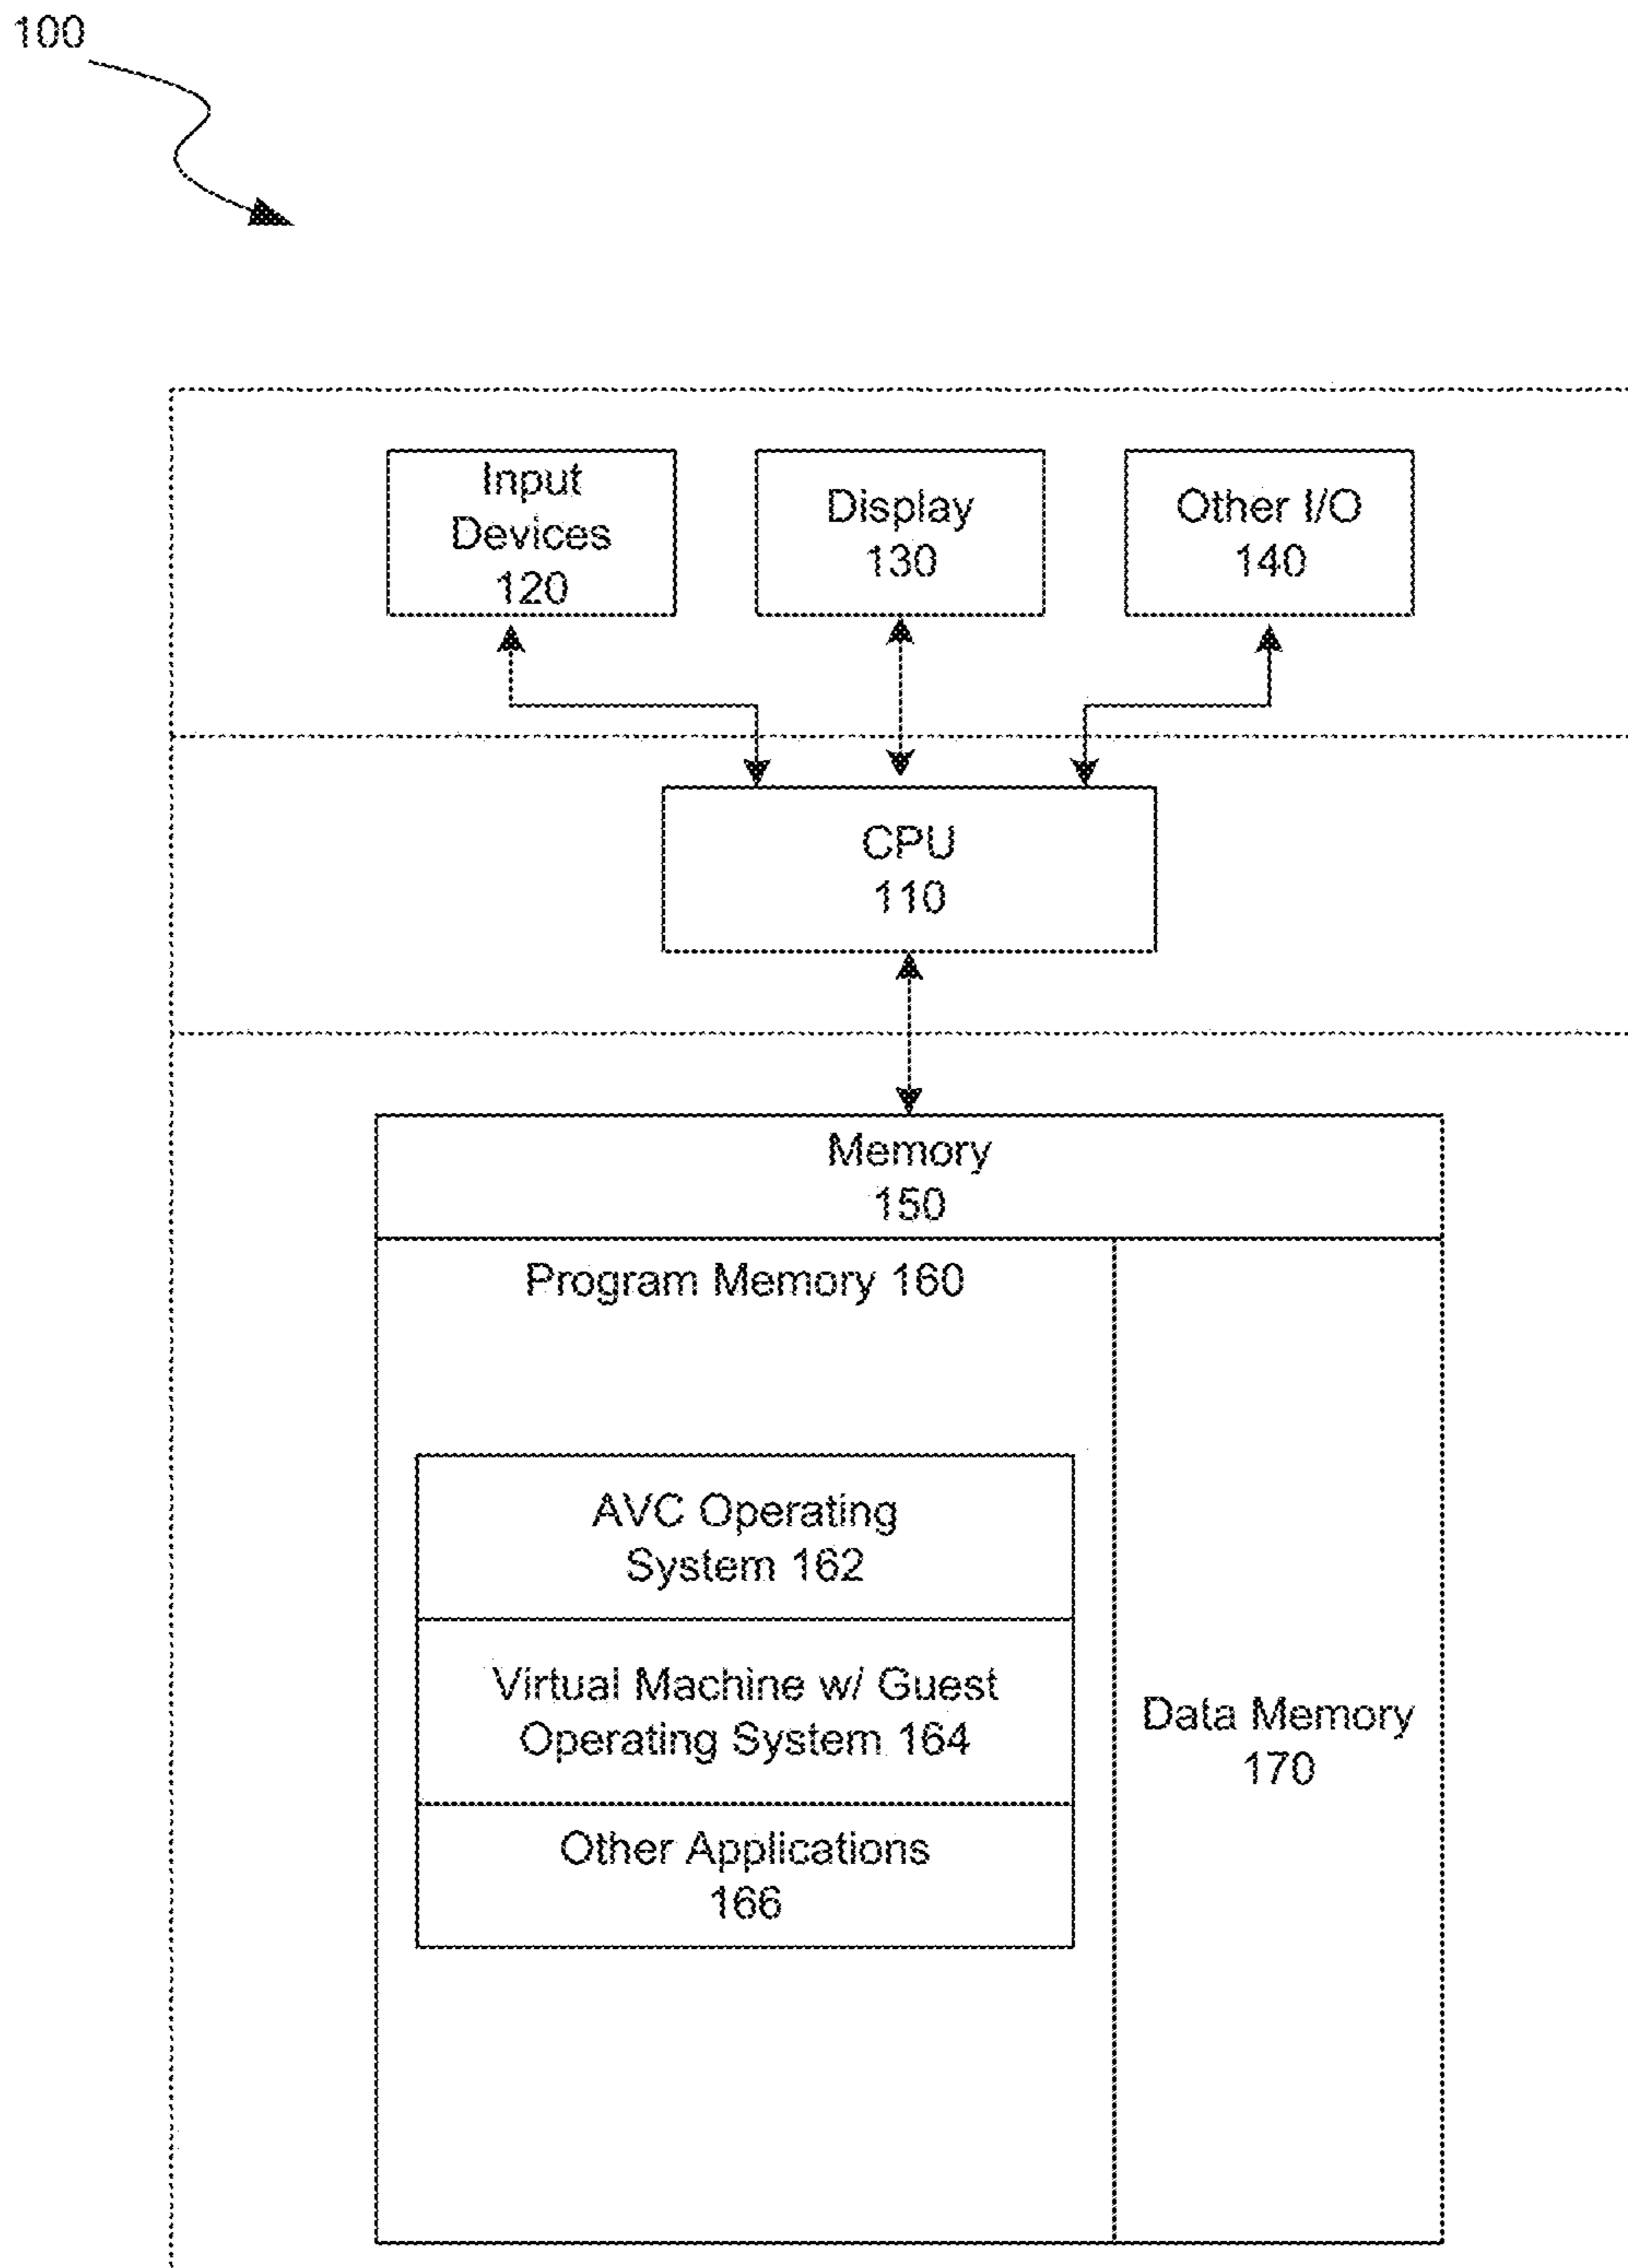 100
Input
Devices
120
Display
130
Other I/O
140
CPU
110
Memory
150
Program Memory 160
AVC Operating
System 162
Virtual Machine w/ Guest
Operating System 164
Other Applications
166
Data Memory
170